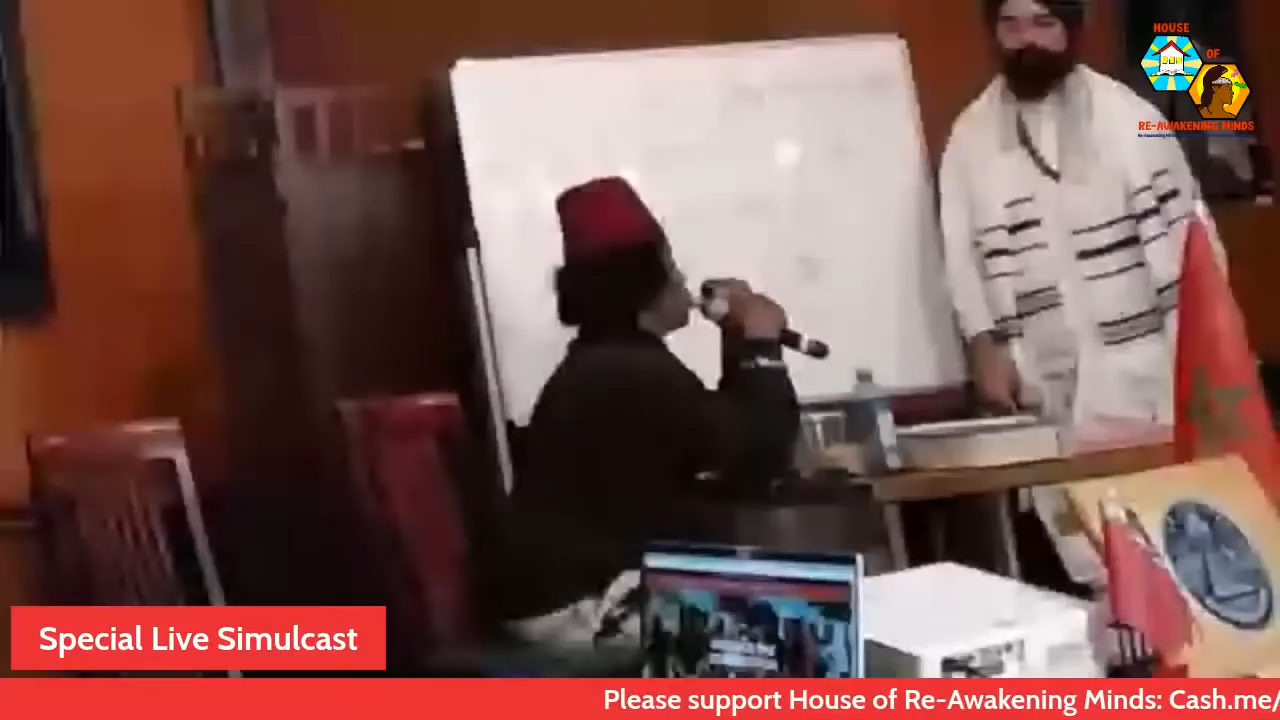 HOUSE
OF
RE-AWAKENING MINDS
Special Live Simulcast
Please support House of Re-Awakening Minds: Cash.me/